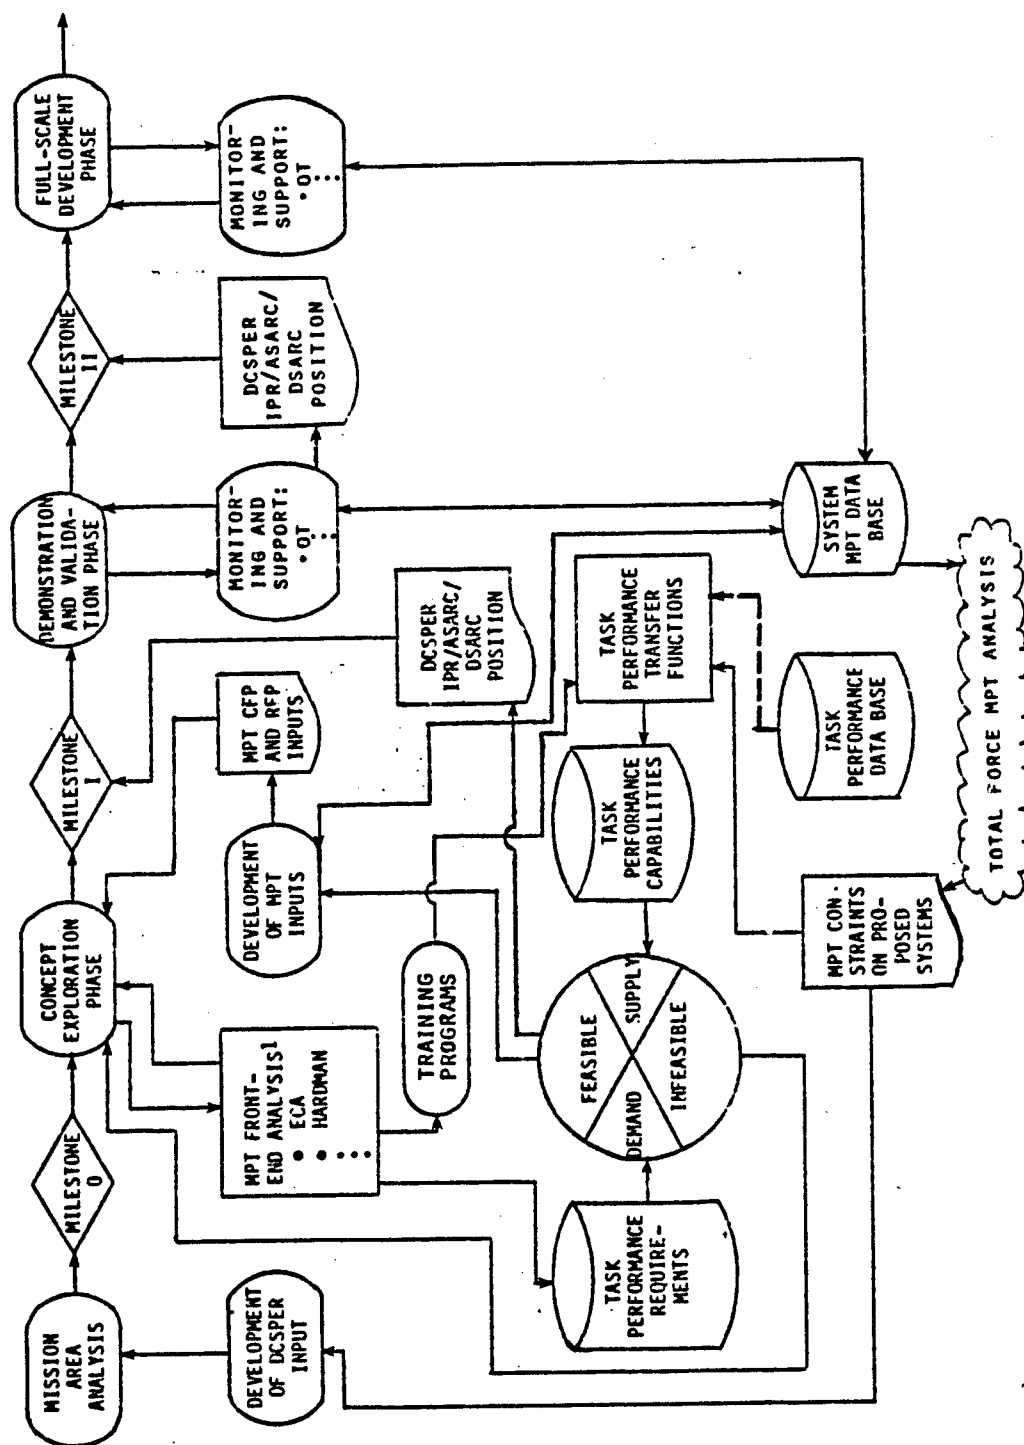 MISSION
AREA
ANALYSIS
MILESTONE
0
CONCEPT
EXPLORATION
PHASE
MILESTONE
I
DEMONSTRATION
AND VALIDA-
TION PHASE
MILESTONE
II
FULL-SCALE
DEVELOPMENT
PHASE
DEVELOPMENT
OF DCSPER
INPUT
MPT FRONT-
END ANALYSIS1
• ECA
• HARDMAN
DEVELOPMENT
OF MPT
INPUTS
MPT CFP
AND RFP
INPUTS
MONITOR-
ING AND
SUPPORT:
•OT
DCSPER
IPR/ASARC/
DSARC
POSITION
MONITOR-
ING AND
SUPPORT:
•OT
TRAINING
PROGRAMS
DCSPER
IPR/ASARC/
DSARC
POSITION
TASK
PERFORMANCE
REQUIRE-
MENTS
DEMAND
FEASIBLE
SUPPLY
INFEASIBLE
TASK
PERFORMANCE
CAPABILITIES
TASK
PERFORMANCE
TRANSFER
FUNCTIONS
MPT CON-
STRAINTS
ON PRO-
POSED
SYSTEMS
TASK
PERFORMANCE
DATA BASE
SYSTEM
MPT DATA
BASE
TOTAL FORCE MPT ANALYSIS